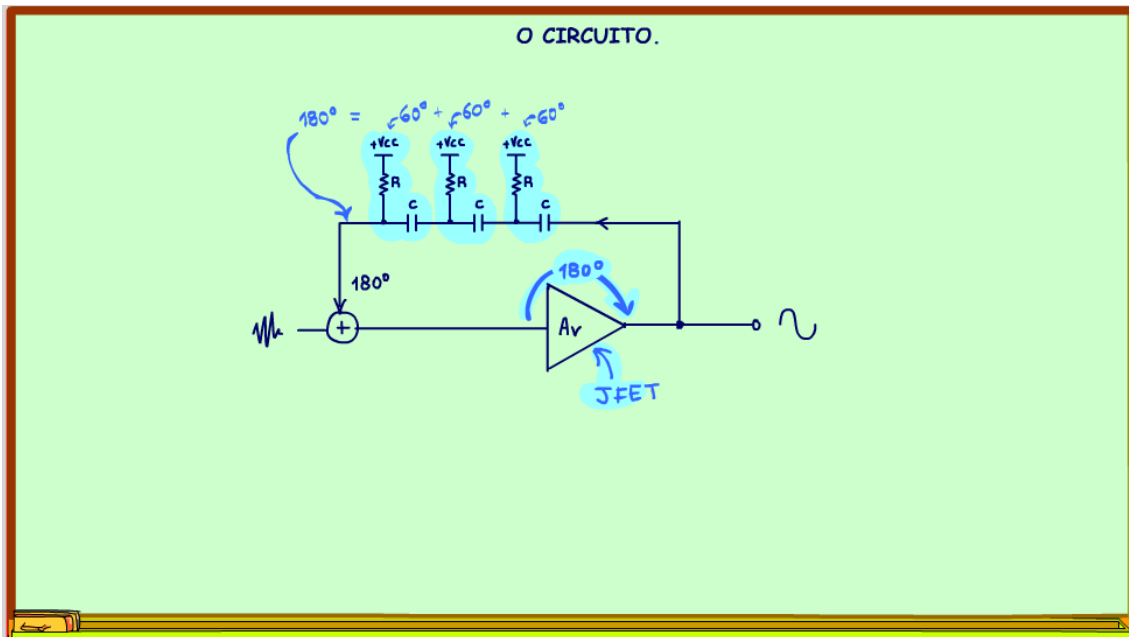 O CIRCUITO.
180° = 60° + 60° + 60°
+Vcc +Vcc +Vcc
R R R
C C C
180°
180°
+
Av
JFET